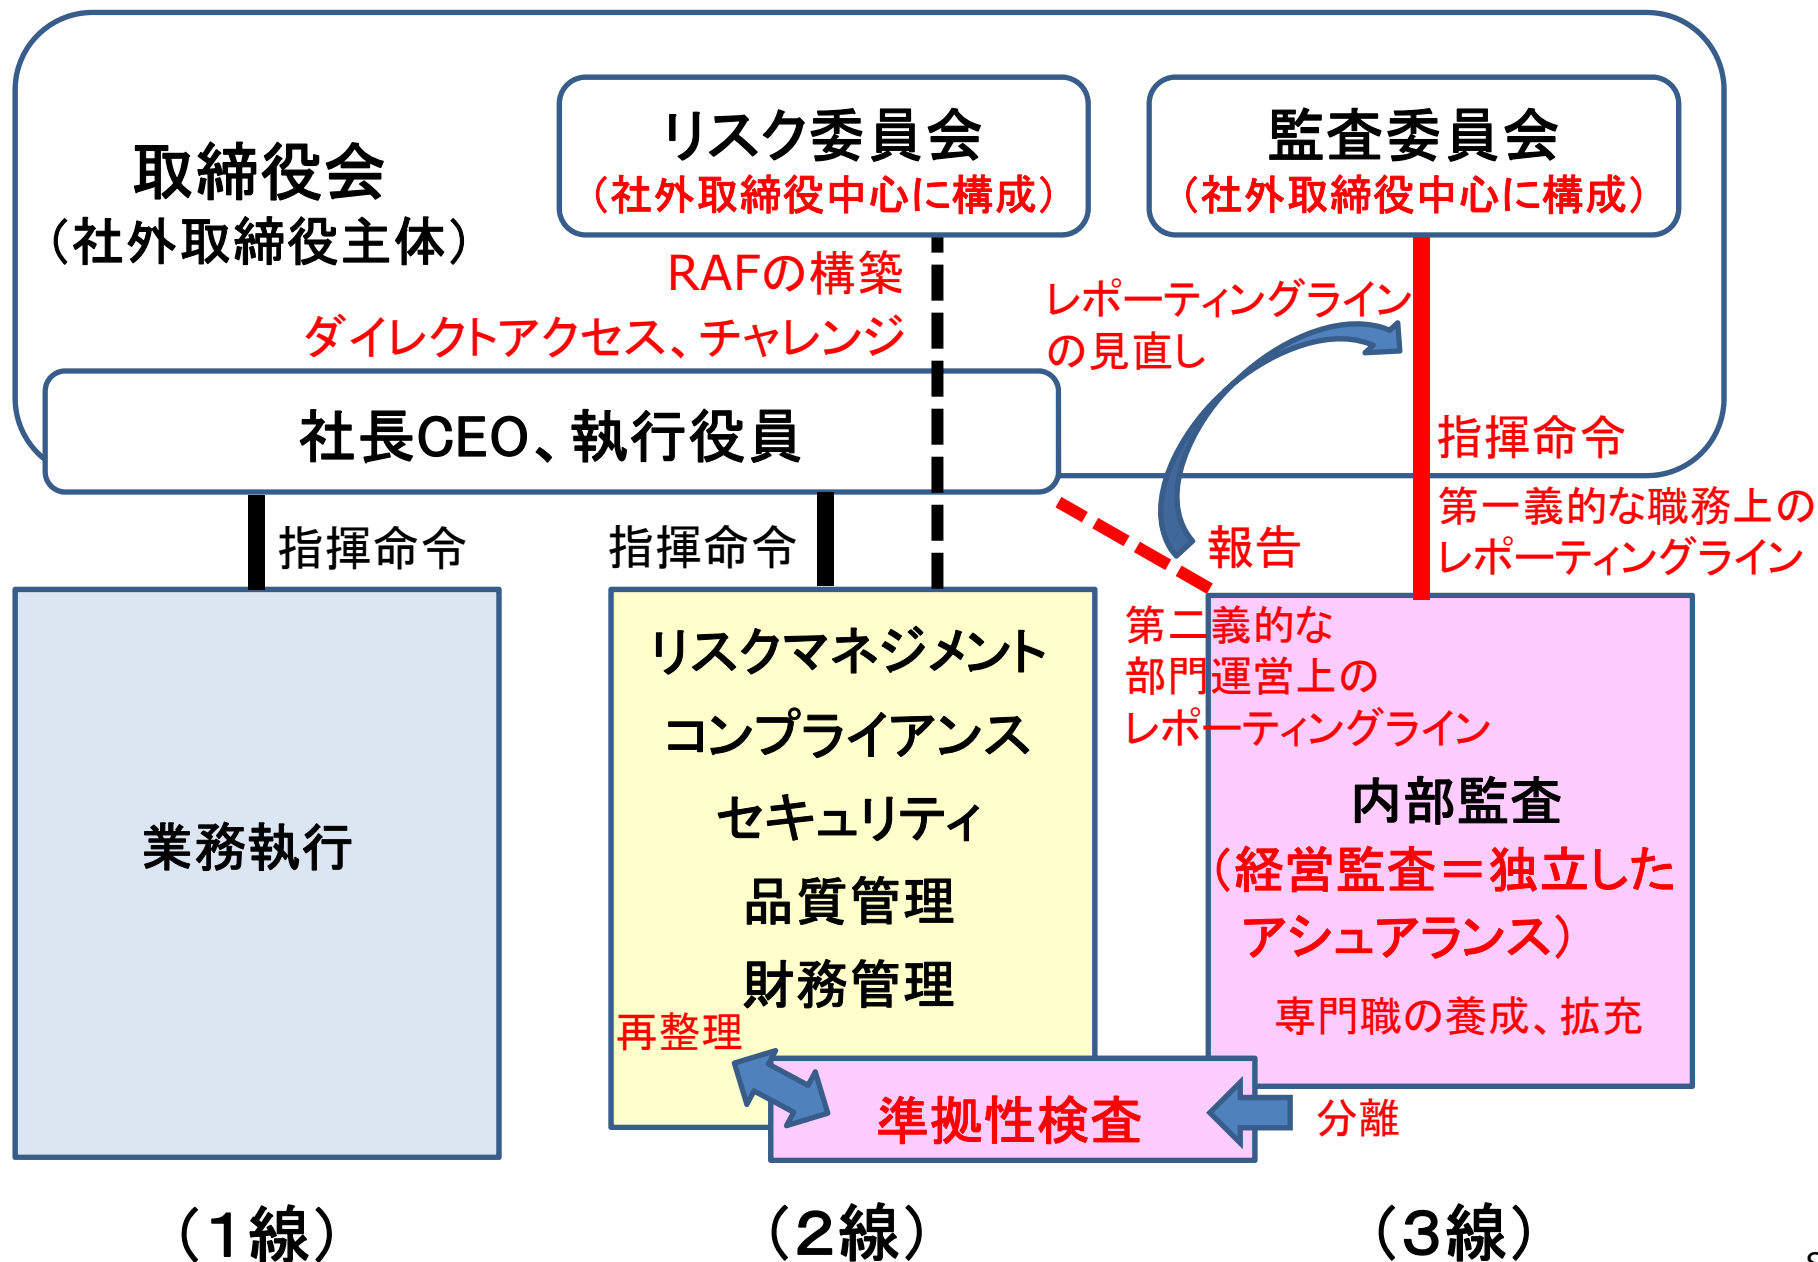 取締役会
（社外取締役主体）
リスク委員会
（社外取締役中心に構成）
監査委員会
（社外取締役中心に構成）
RAFの構築
ダイレクトアクセス、チャレンジ
レポーティングライン
の見直し
社長CEO、執行役員
指揮命令
第一義的な職務上の
レポーティングライン
指揮命令
指揮命令
報告
第二義的な
部門運営上の
レポーティングライン
業務執行
リスクマネジメント
コンプライアンス
セキュリティ
品質管理
財務管理
再整理
内部監査
（経営監査＝独立した
アシュアランス）
専門職の養成、拡充
準拠性検査
分離
（１線）
（２線）
（３線）